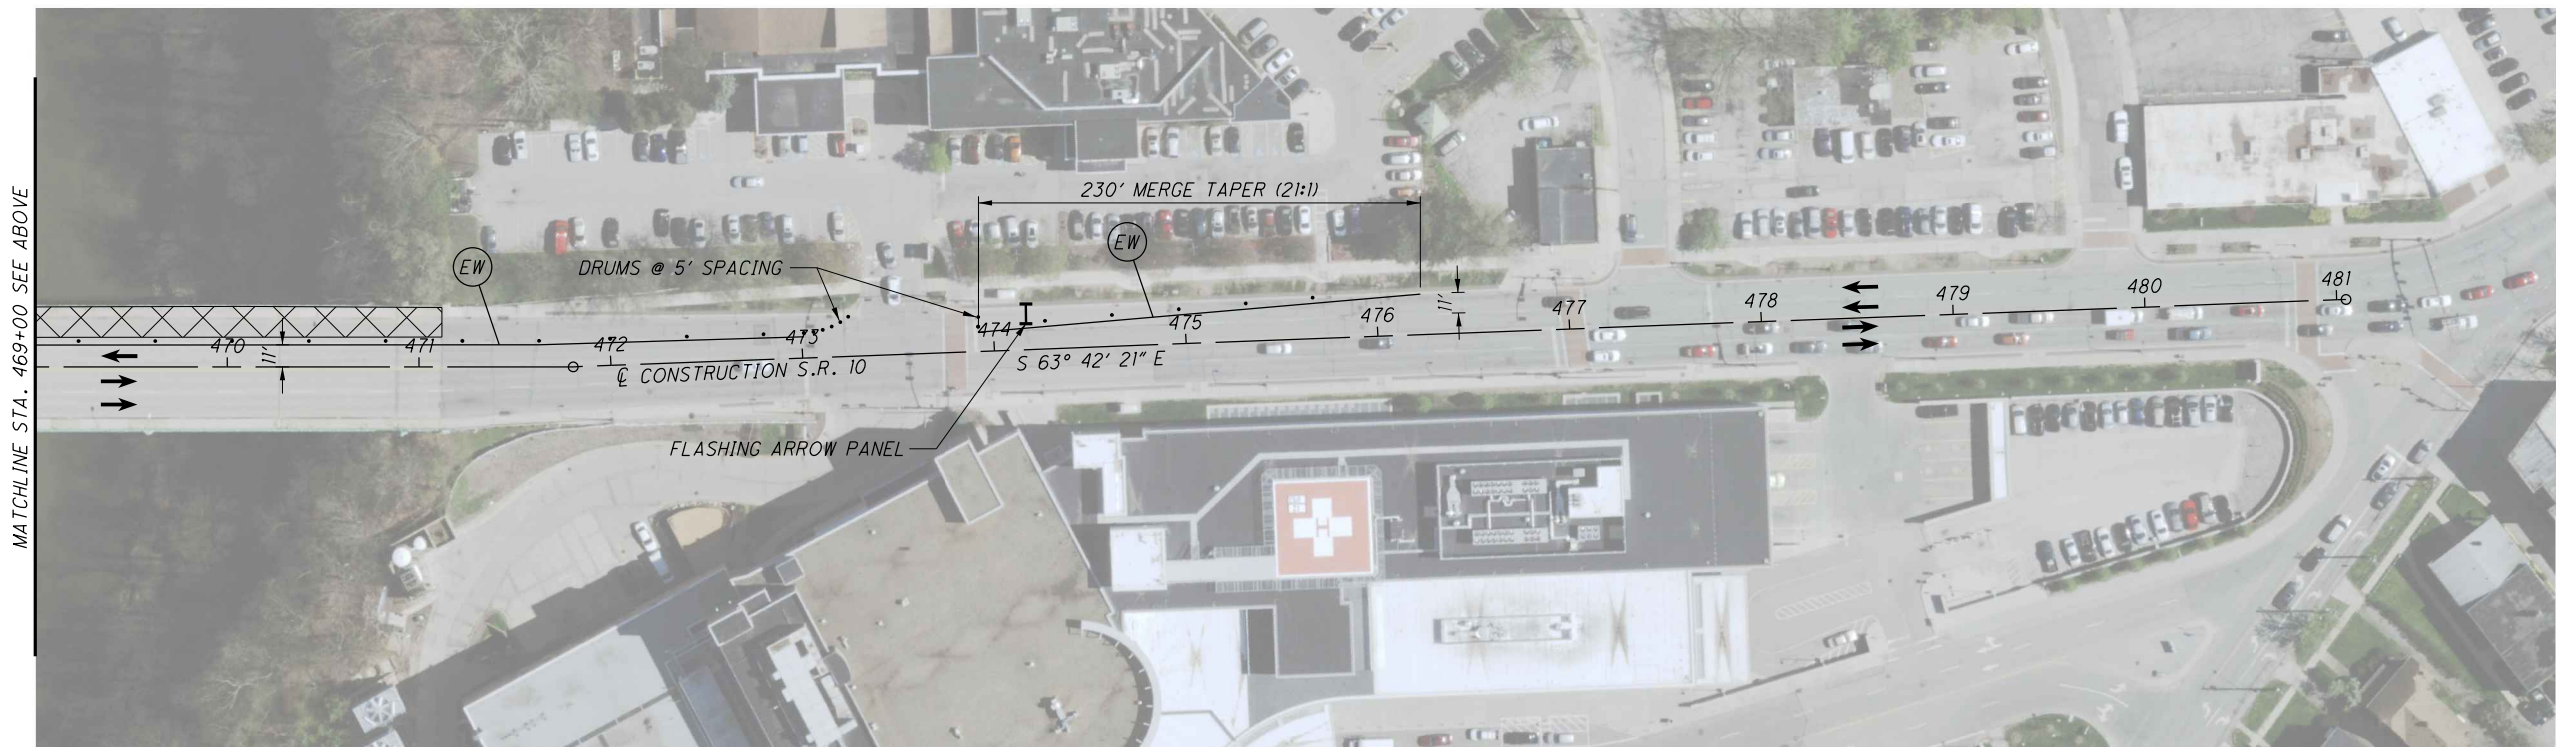 MATCHLINE STA. 469+00 SEE ABOVE
230' MERGE TAPER (21:1)
EW
EW
DRUMS @ 5' SPACING
11'
11'
470
471
472
473
474
475
476
477
478
479
480
481
℄ CONSTRUCTION S.R. 10
S 63° 42' 21" E
FLASHING ARROW PANEL
H